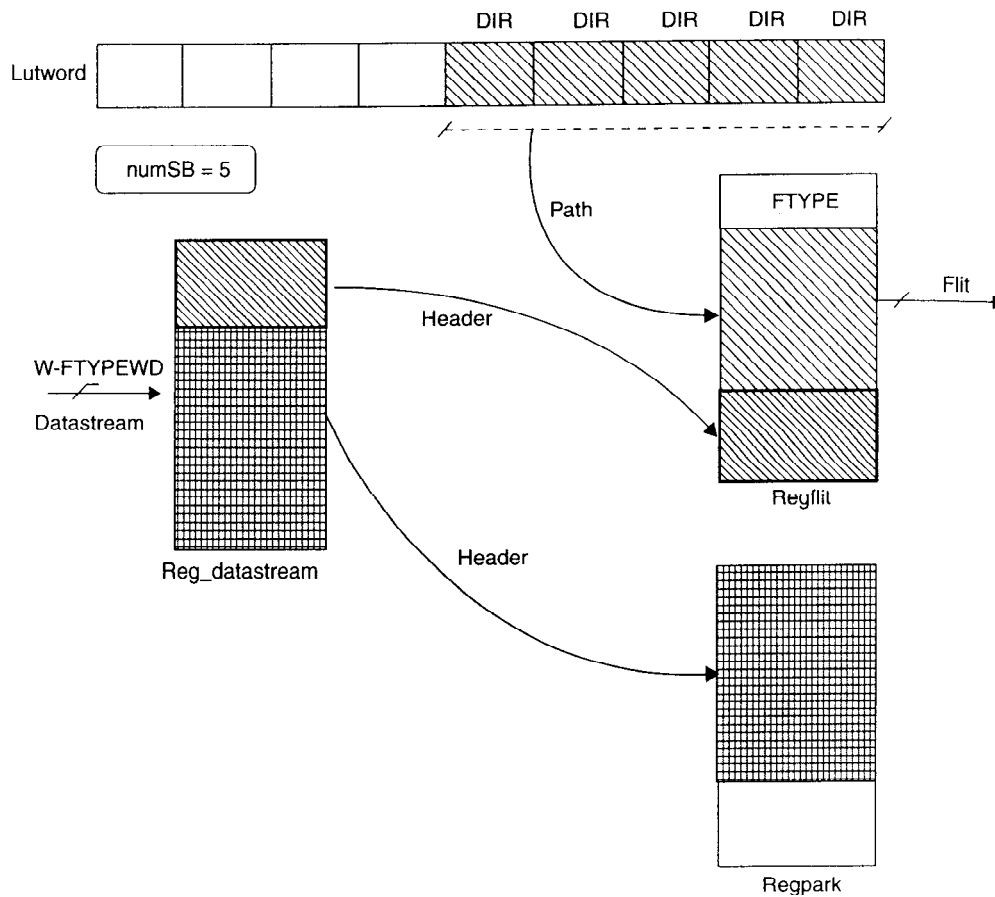 DIR DIR DIR DIR DIR
Lutword
numSB = 5
FTYPE
Path
Flit
Header
W-FTYPEWD
Datastream
Regflit
Header
Reg_datastream
Regpark